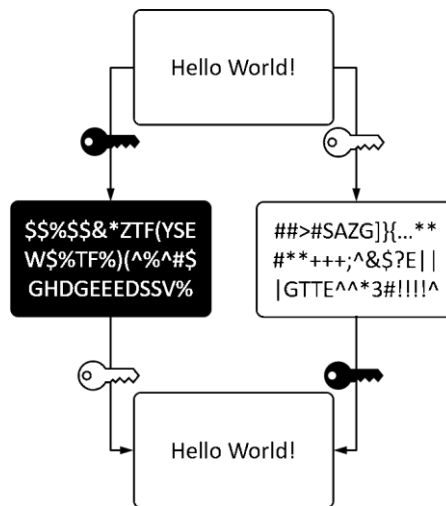 Hello World!
$$%$$&*ZTF(YSE
W$%TF%)(^%^#$
GHDGEEEDSSV%
##>#SAZG]}{...**
#**+++;^&$?E||
|GTTE^^*3#!!!!^
Hello World!